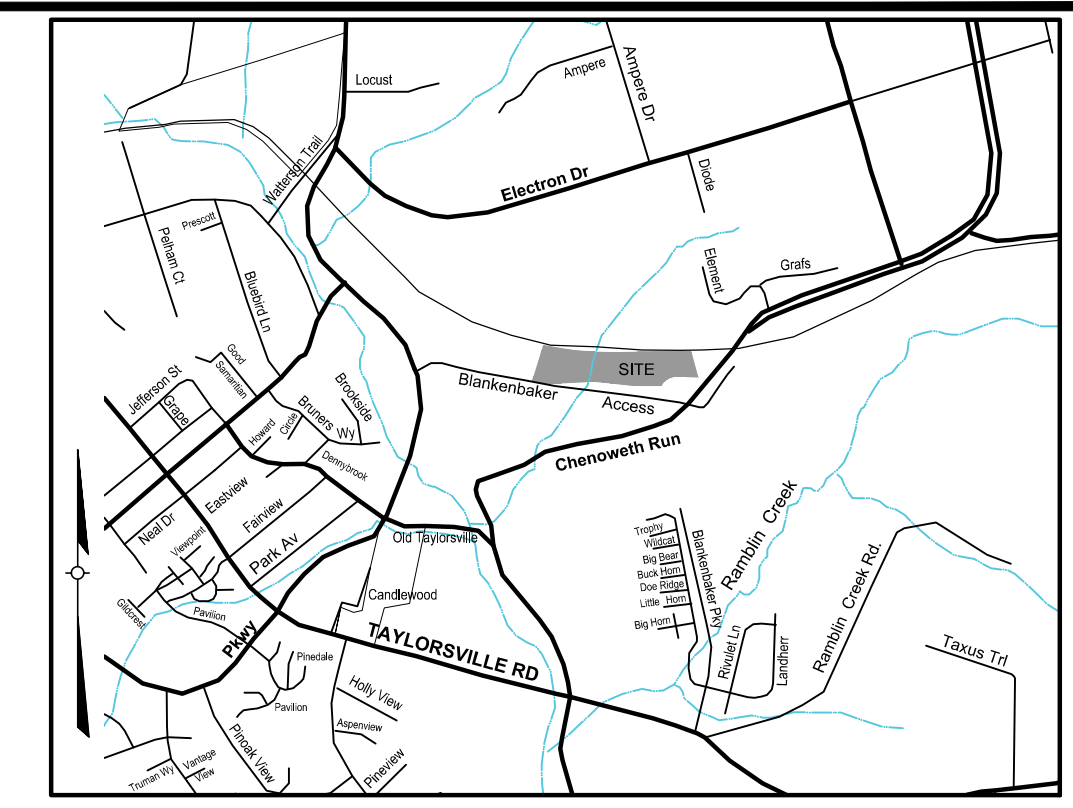 Locust
Ampere
Ampere Dr
Watterson Trail
Electron Dr
Diode
Prescott
Pelham Ct
Bluebird Ln
Element
Grafs
Good
Samaritian
SITE
Blankenbaker
Access
Jefferson St
Grape
Brookside
Bruners
Wy
Howard
Circle
Chenoweth Run
Dennybrook
Eastview
Fairview
Neal Dr
Viewpoint
Park Av
Old Taylorsville
Ramblin Creek
Trophy
Wildcat
Big Bear
Buck Horn
Doe Ridge
Little Horn
Big Horn
Blankenbaker Pky
Ramblin Creek Rd.
Gildcrest
Pavilion
Candlewood
Pkwy
TAYLORSVILLE RD
Rivulet Ln
Landherr
Taxus Trl
Pinedale
Holly View
Pavilion
Aspenview
Pinoak View
Pineview
Truman Wy
Vantage
View